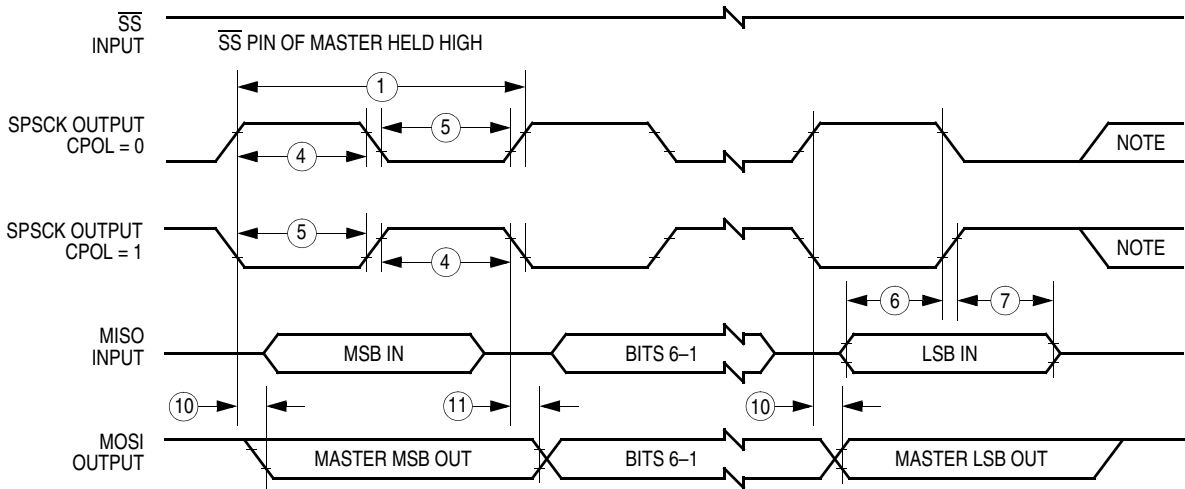 SS
INPUT
SS PIN OF MASTER HELD HIGH
1
SPSCK OUTPUT
CPOL = 0
5
4
NOTE
SPSCK OUTPUT
CPOL = 1
5
4
NOTE
6
7
MISO
INPUT
MSB IN
BITS 6–1
LSB IN
10
11
10
MOSI
OUTPUT
MASTER MSB OUT
BITS 6–1
MASTER LSB OUT